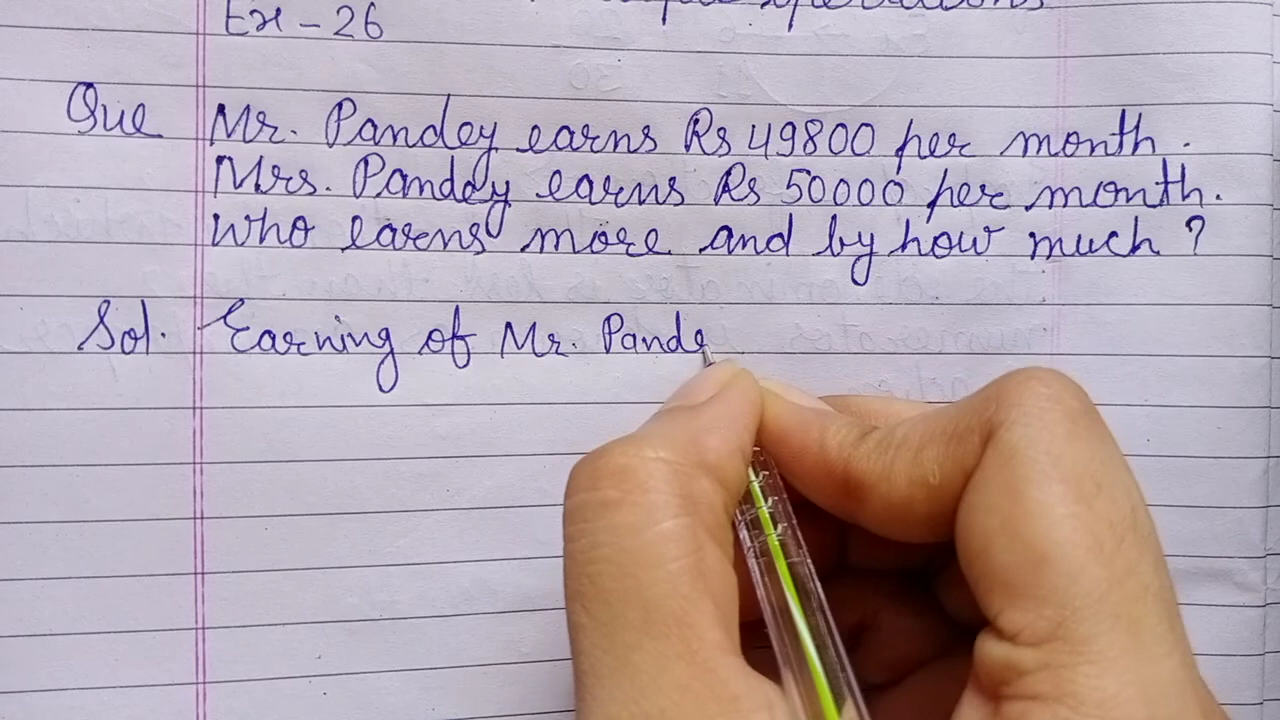 operations
Ex - 26
Que Mr. Pandey earns Rs 49800 per month.
Mrs. Pandey earns Rs 50000 per month.
Who earns more and by how much ?
Sol. Earning of Mr. Pande